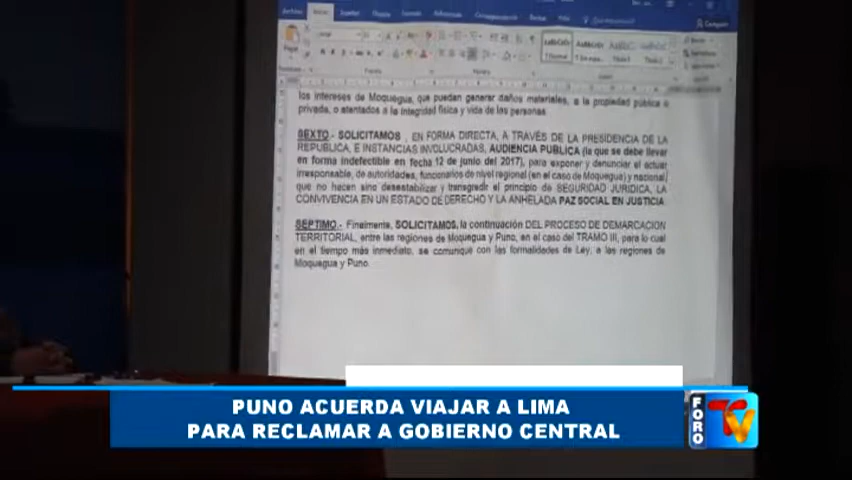 los intereses de Moquegua, que puedan generar daños materiales, a la propiedad pública o
privada, o atentados a la integridad física y vida de las personas.
SEXTO.- SOLICITAMOS , EN FORMA DIRECTA, A TRAVÉS DE LA PRESIDENCIA DE LA
REPUBLICA, E INSTANCIAS INVOLUCRADAS, AUDIENCIA PUBLICA (la que se debe llevar
en forma indefectible en fecha 12 de junio del 2017), para exponer y denunciar el actuar
irresponsable, de autoridades, funcionarios de nivel regional (en el caso de Moquegua) y nacional,
que no hacen sino desestabilizar y transgredir el principio de SEGURIDAD JURIDICA, LA
CONVIVENCIA EN UN ESTADO DE DERECHO Y LA ANHELADA PAZ SOCIAL EN JUSTICIA
SEPTIMO.- Finalmente, SOLICITAMOS, la continuación DEL PROCESO DE DEMARCACION
TERRITORIAL, entre las regiones de Moquegua y Puno, en el caso del TRAMO III, para lo cual
en el tiempo más inmediato, se comunque con las formalidades de Ley, a las regiones de
Moquegua y Puno.
PUNO ACUERDA VIAJAR A LIMA
PARA RECLAMAR A GOBIERNO CENTRAL
FORO
TV